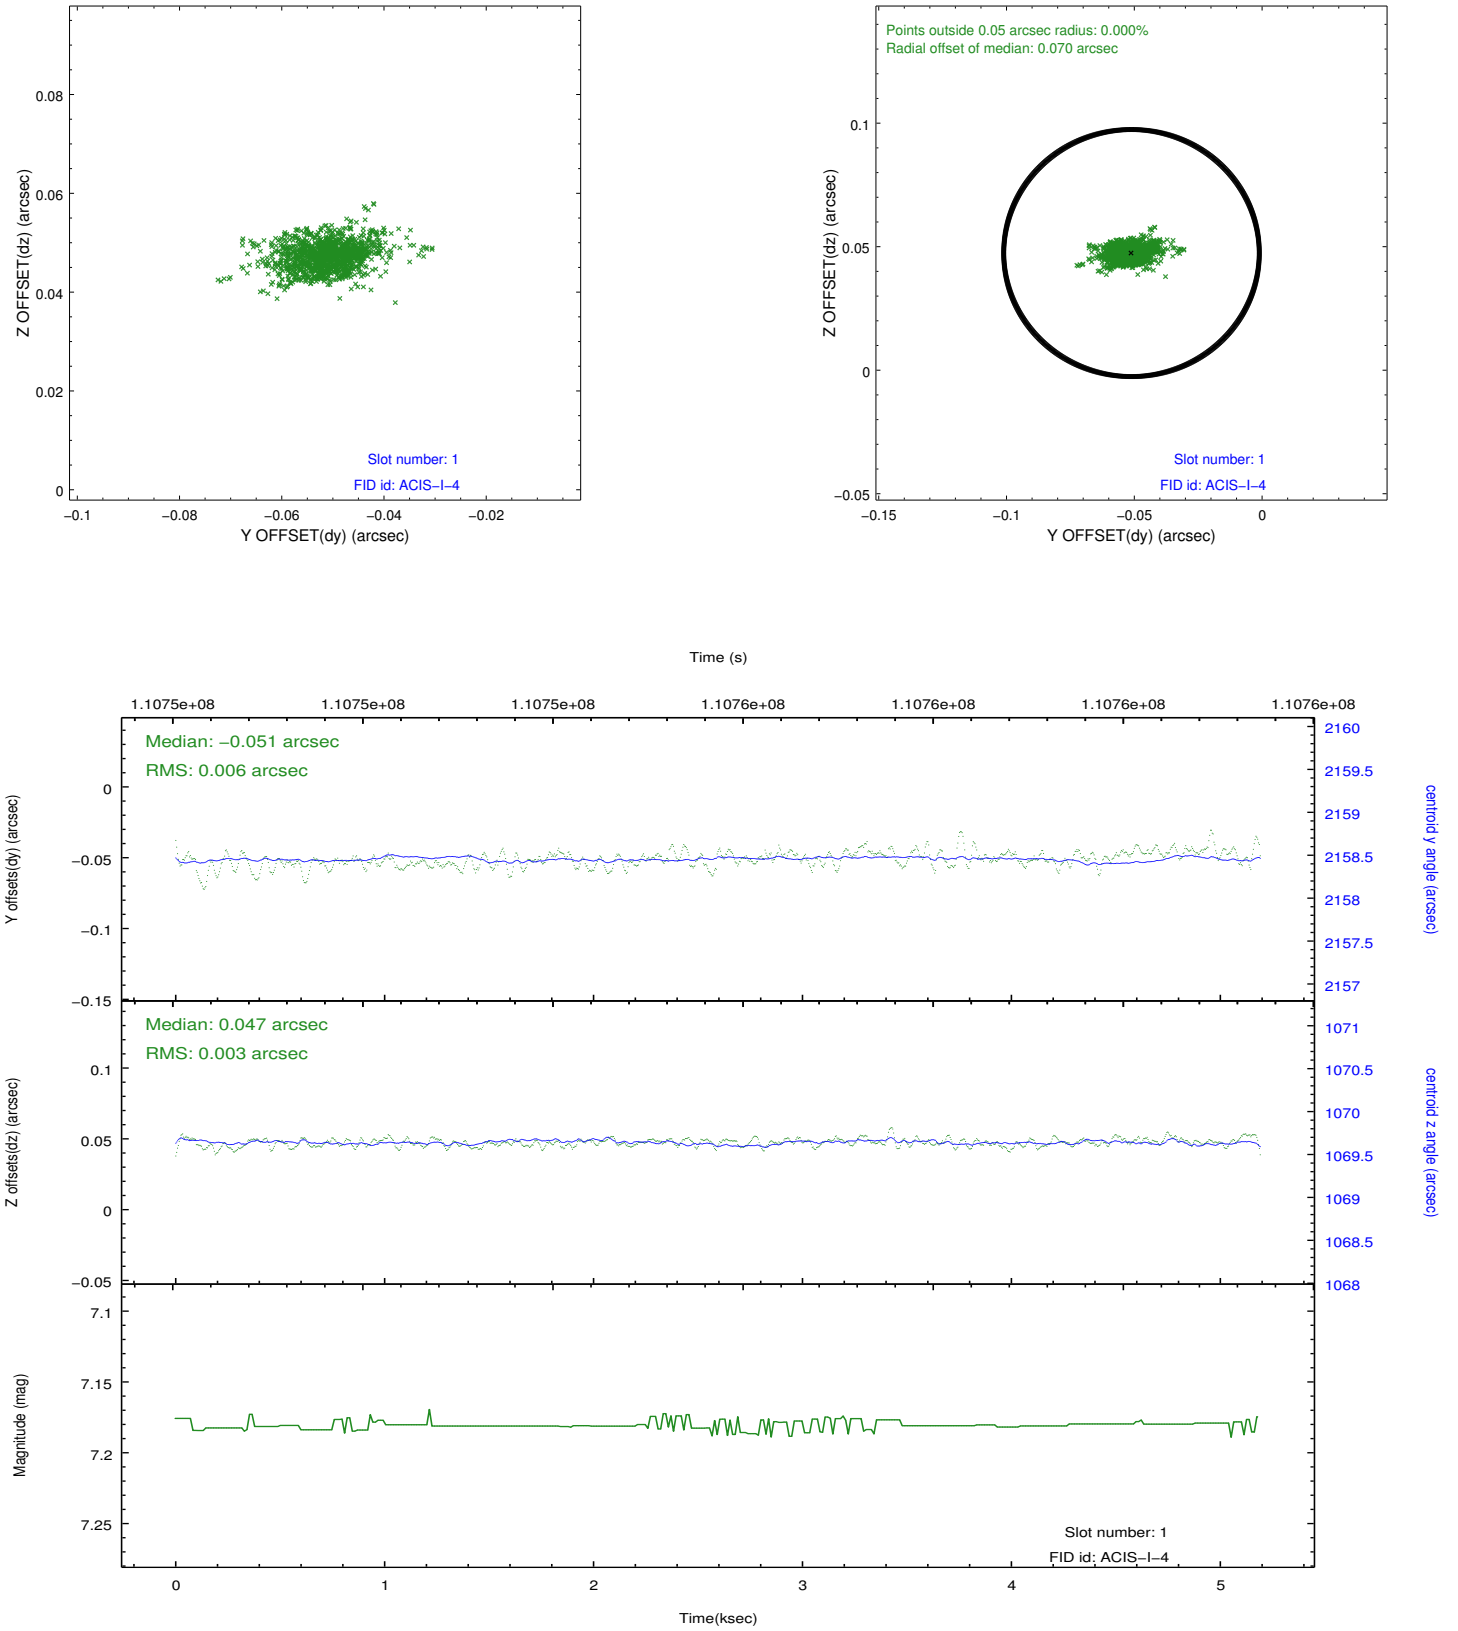 0.08
0.06
0.04
0.02
0
Z OFFSET(dz) (arcsec)
Slot number: 1
FID id: ACIS−I−4
−0.1
−0.08
−0.06
−0.04
−0.02
Y OFFSET(dy) (arcsec)
Points outside 0.05 arcsec radius: 0.000%
Radial offset of median: 0.070 arcsec
0.1
0.05
0
−0.05
Z OFFSET(dz) (arcsec)
Slot number: 1
FID id: ACIS−I−4
−0.15
−0.1
−0.05
0
Y OFFSET(dy) (arcsec)
Time (s)
1.1075e+08
1.1075e+08
1.1075e+08
1.1076e+08
1.1076e+08
1.1076e+08
1.1076e+08
Median: −0.051 arcsec
RMS: 0.006 arcsec
0
−0.05
−0.1
−0.15
Y offsets(dy) (arcsec)
2160
2159.5
2159
2158.5
2158
2157.5
2157
centroid y angle (arcsec)
Median: 0.047 arcsec
RMS: 0.003 arcsec
0.1
0.05
0
−0.05
Z offsets(dz) (arcsec)
1071
1070.5
1070
1069.5
1069
1068.5
1068
centroid z angle (arcsec)
7.1
7.15
7.2
7.25
Magnitude (mag)
Slot number: 1
FID id: ACIS−I−4
0
1
2
3
4
5
Time(ksec)